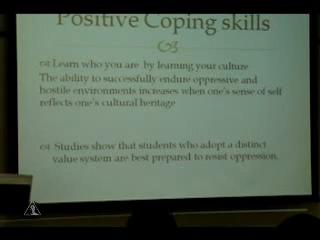 Positive Coping skills
Learn who you are by learning your culture
The ability to successfully endure oppressive and
hostile environments increases when one's sense of self
reflects one's cultural heritage
Studies show that students who adopt a distinct
value system are best prepared to resist oppression.